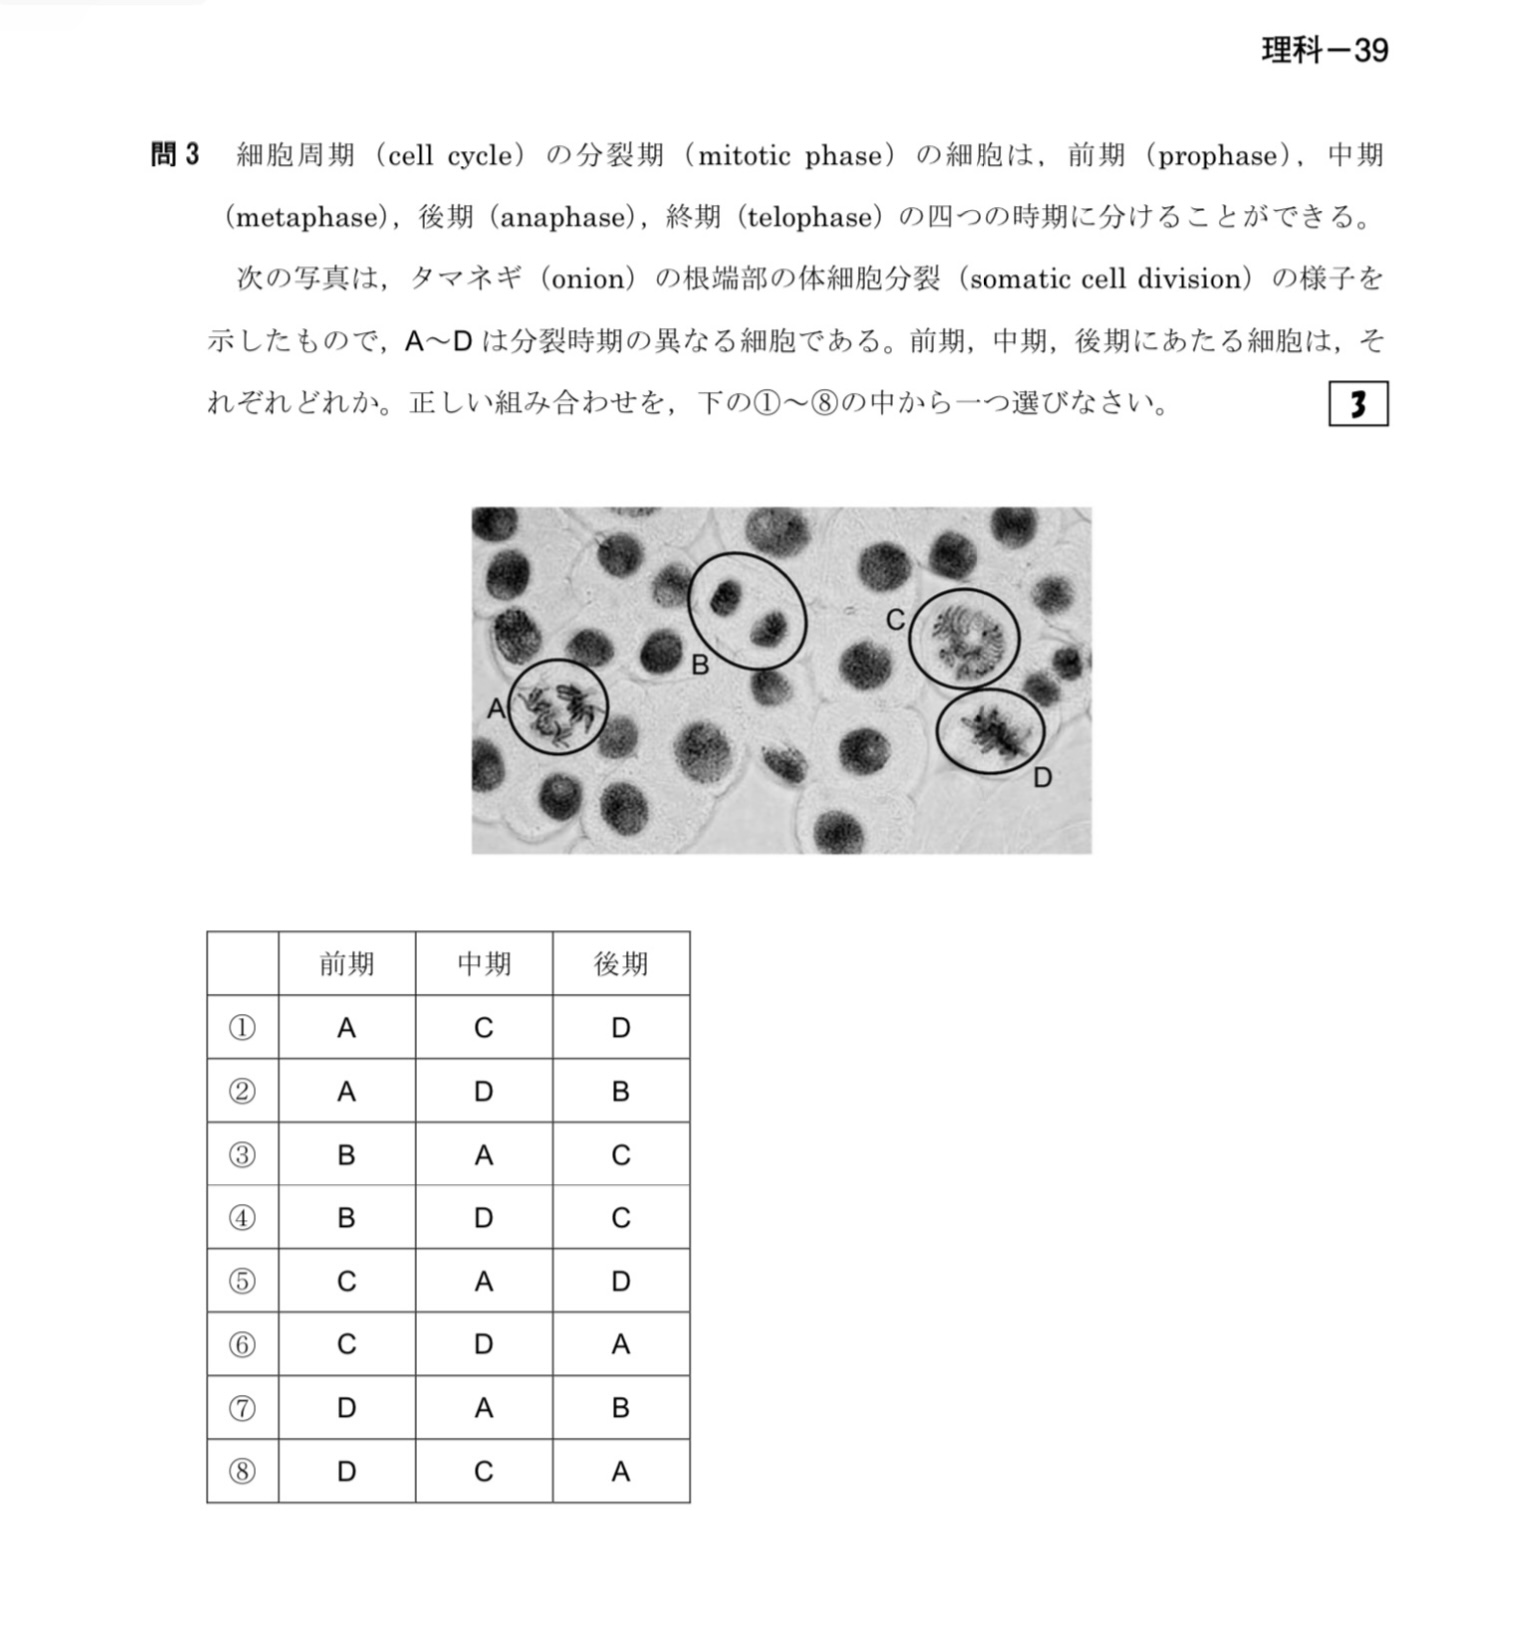 理科－39
問3　細胞周期（cell cycle）の分裂期（mitotic phase）の細胞は，前期（prophase），中期
（metaphase），後期（anaphase），終期（telophase）の四つの時期に分けることができる。
次の写真は，タマネギ（onion）の根端部の体細胞分裂（somatic cell division）の様子を
示したもので，A～D は分裂時期の異なる細胞である。前期，中期，後期にあたる細胞は，そ
れぞれどれか。正しい組み合わせを，下の①～⑧の中から一つ選びなさい。 3
B
C
A
D
前期 中期 後期
① A C D
② A D B
③ B A C
④ B D C
⑤ C A D
⑥ C D A
⑦ D A B
⑧ D C A